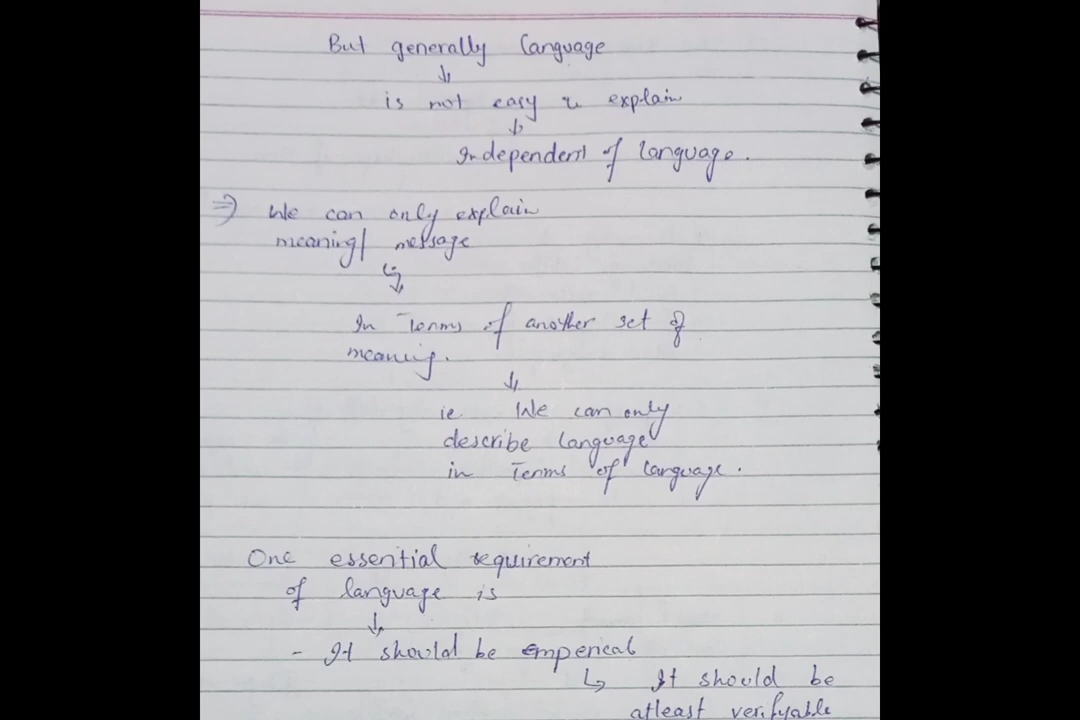 But generally language
↓
is not easy to explain
↓
Independent of language.
⇒ We can only explain
meaning/ message
↳
In Terms of another set of
meaning.
↓
ie We can only
describe language
in Terms of language.
One essential requirement
of language is
↓
- It should be emperical
↳ It should be
atleast verifyable